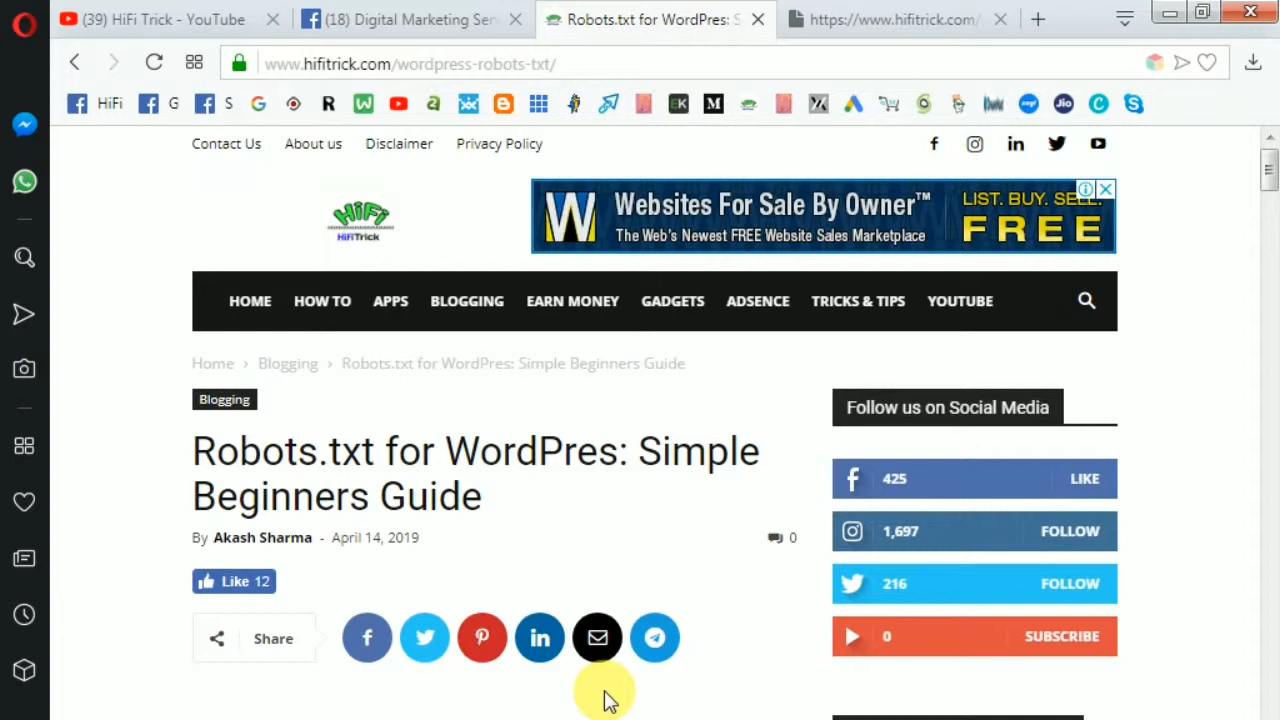 (39) HiFi Trick - YouTube
(18) Digital Marketing Ser
Robots.txt for WordPress: S
https://www.hifitrick.com/
www.hifitrick.com/wordpress-robots-txt/
HiFi G S
Contact Us About us Disclaimer Privacy Policy
HiFi
HiFiTrick
Websites For Sale By Owner™
The Web's Newest FREE Website Sales Marketplace
LIST. BUY. SELL.
FREE
HOME HOW TO APPS BLOGGING EARN MONEY GADGETS ADSENCE TRICKS & TIPS YOUTUBE
Home › Blogging › Robots.txt for WordPres: Simple Beginners Guide
Blogging
Robots.txt for WordPres: Simple
Beginners Guide
By Akash Sharma - April 14, 2019
0
Like 12
Share
Follow us on Social Media
425 LIKE
1,697 FOLLOW
216 FOLLOW
0 SUBSCRIBE